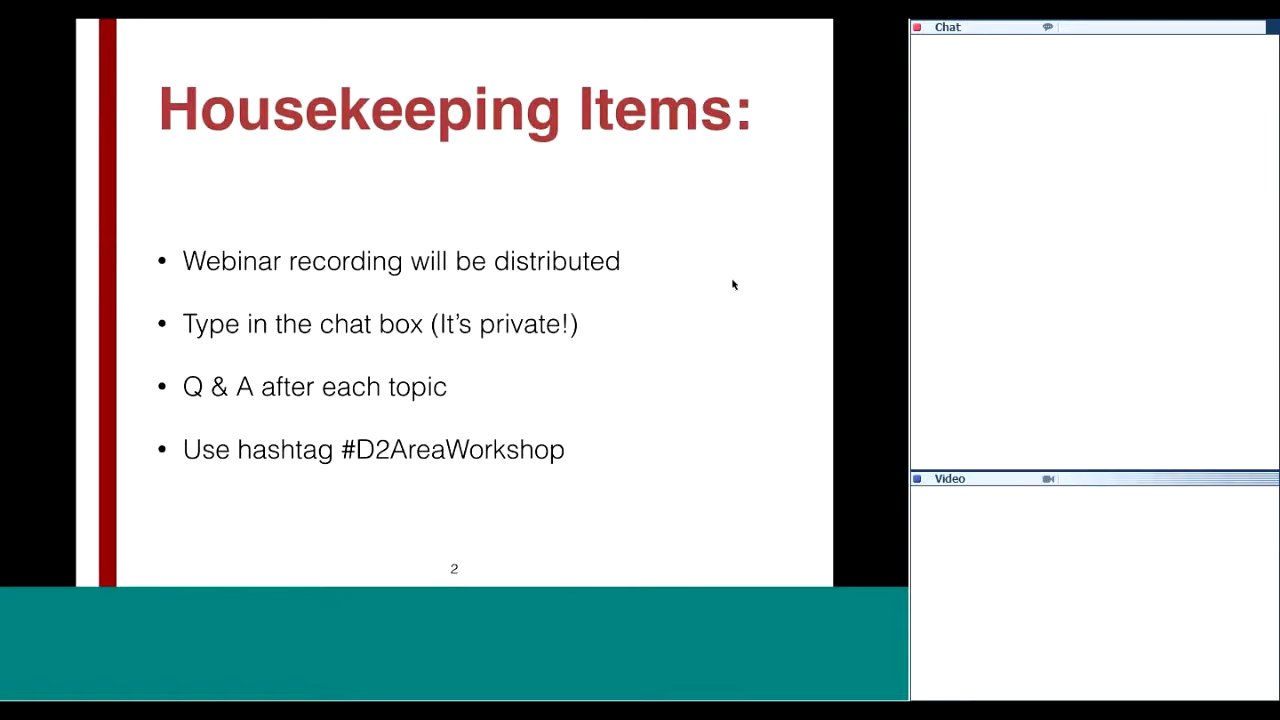 Housekeeping Items:
• Webinar recording will be distributed
• Type in the chat box (It's private!)
• Q & A after each topic
• Use hashtag #D2AreaWorkshop
2
Chat
Video